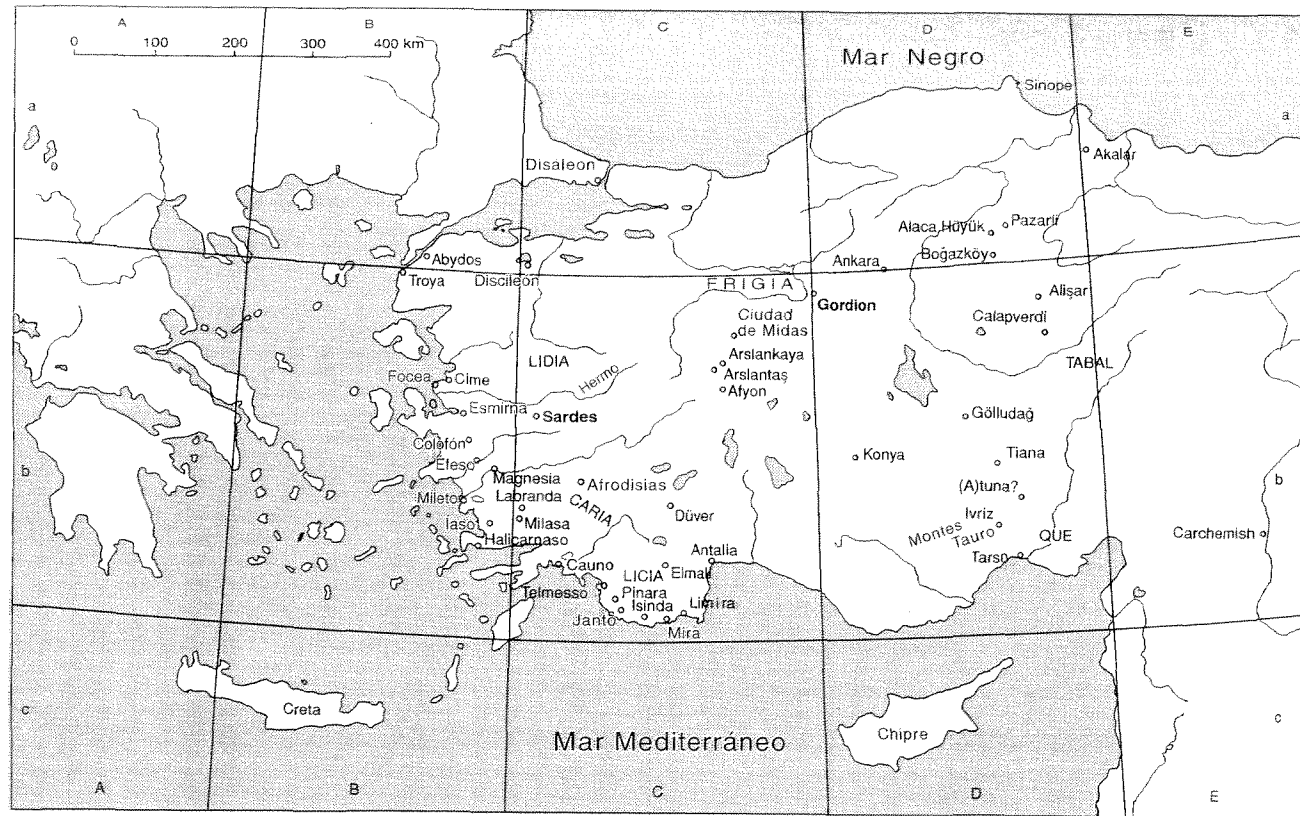 A B C D E
0 100 200 300 400 km
Mar Negro
Sinope
a a
Akalar
Disaleon
Alaca Hüyük Pazarli
Boğazköy
Abydos
Ankara
Troya
Discileon
FRIGIA
Gordion
Alişar
Ciudad
de Midas
Calapverdi
LIDIA
Arslankaya
TABAL
Focea Cime
Hermo
Arslantaş
Afyon
Esmirna
Sardes
Gölludağ
Colofón
Konya
Tiana
Efeso
b b
Magnesia
Afrodisias
(A)tuna?
Mileto
Labranda
CARIA
Düver
Ivriz
Iaso
Milasa
Montes
Tauro
QUE
Carchemish
Halicarnaso
Antalia
Tarso
Cauno
LICIA
Elmali
Telmesso
Pinara
Isinda
Limira
Janto
Mira
Creta
Chipre
c c
Mar Mediterráneo
A B C D E